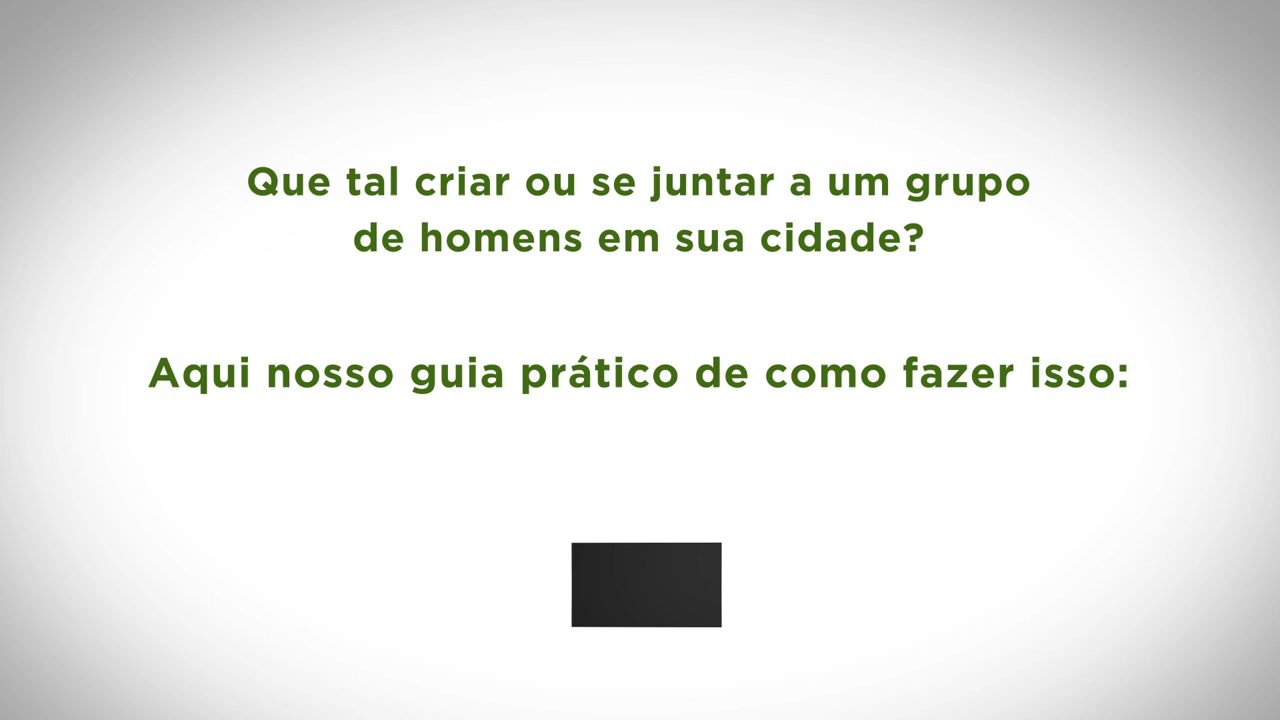 Que tal criar ou se juntar a um grupo
de homens em sua cidade?
Aqui nosso guia prático de como fazer isso: